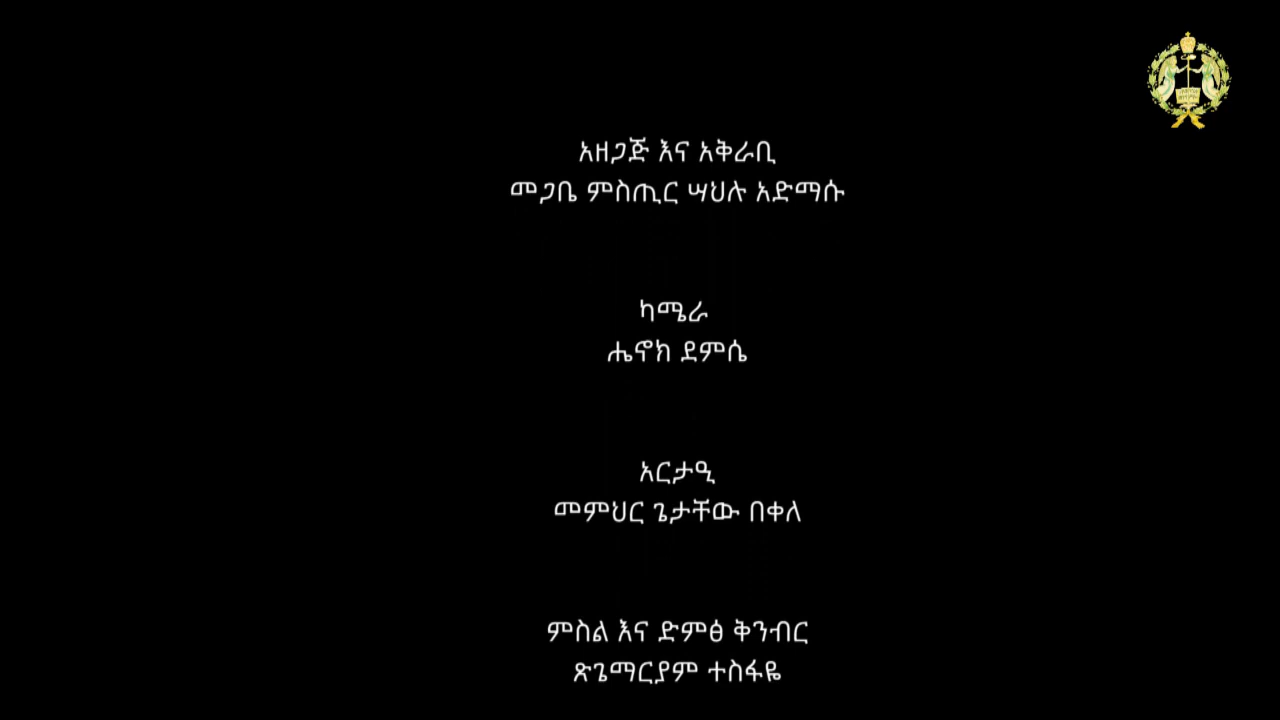 አዘጋጅ እና አቅራቢ
መጋቤ ምስጢር ሣህሉ አድማሱ
ካሜራ
ሔኖክ ደምሴ
አርታዒ
መምህር ጌታቸው በቀለ
ምስል እና ድምፅ ቅንብር
ጽጌማርያም ተስፋዬ